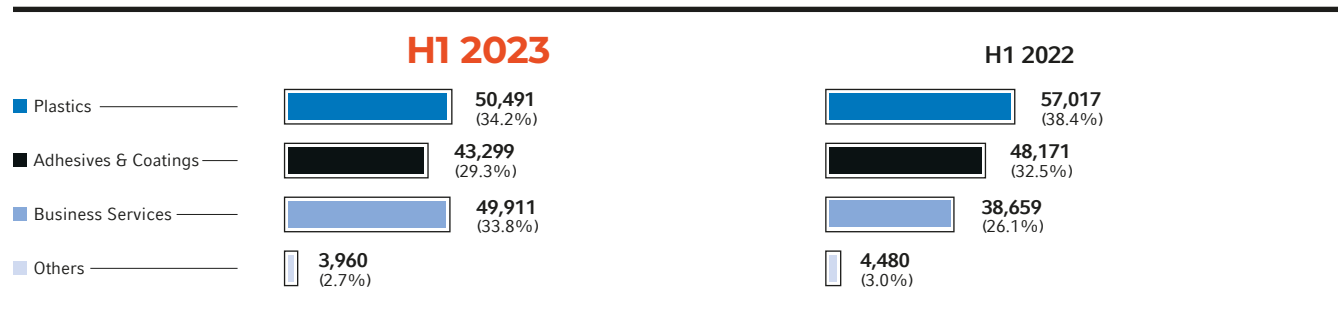 H1 2023
H1 2022
Plastics
50,491
(34.2%)
57,017
(38.4%)
Adhesives & Coatings
43,299
(29.3%)
48,171
(32.5%)
Business Services
49,911
(33.8%)
38,659
(26.1%)
Others
3,960
(2.7%)
4,480
(3.0%)